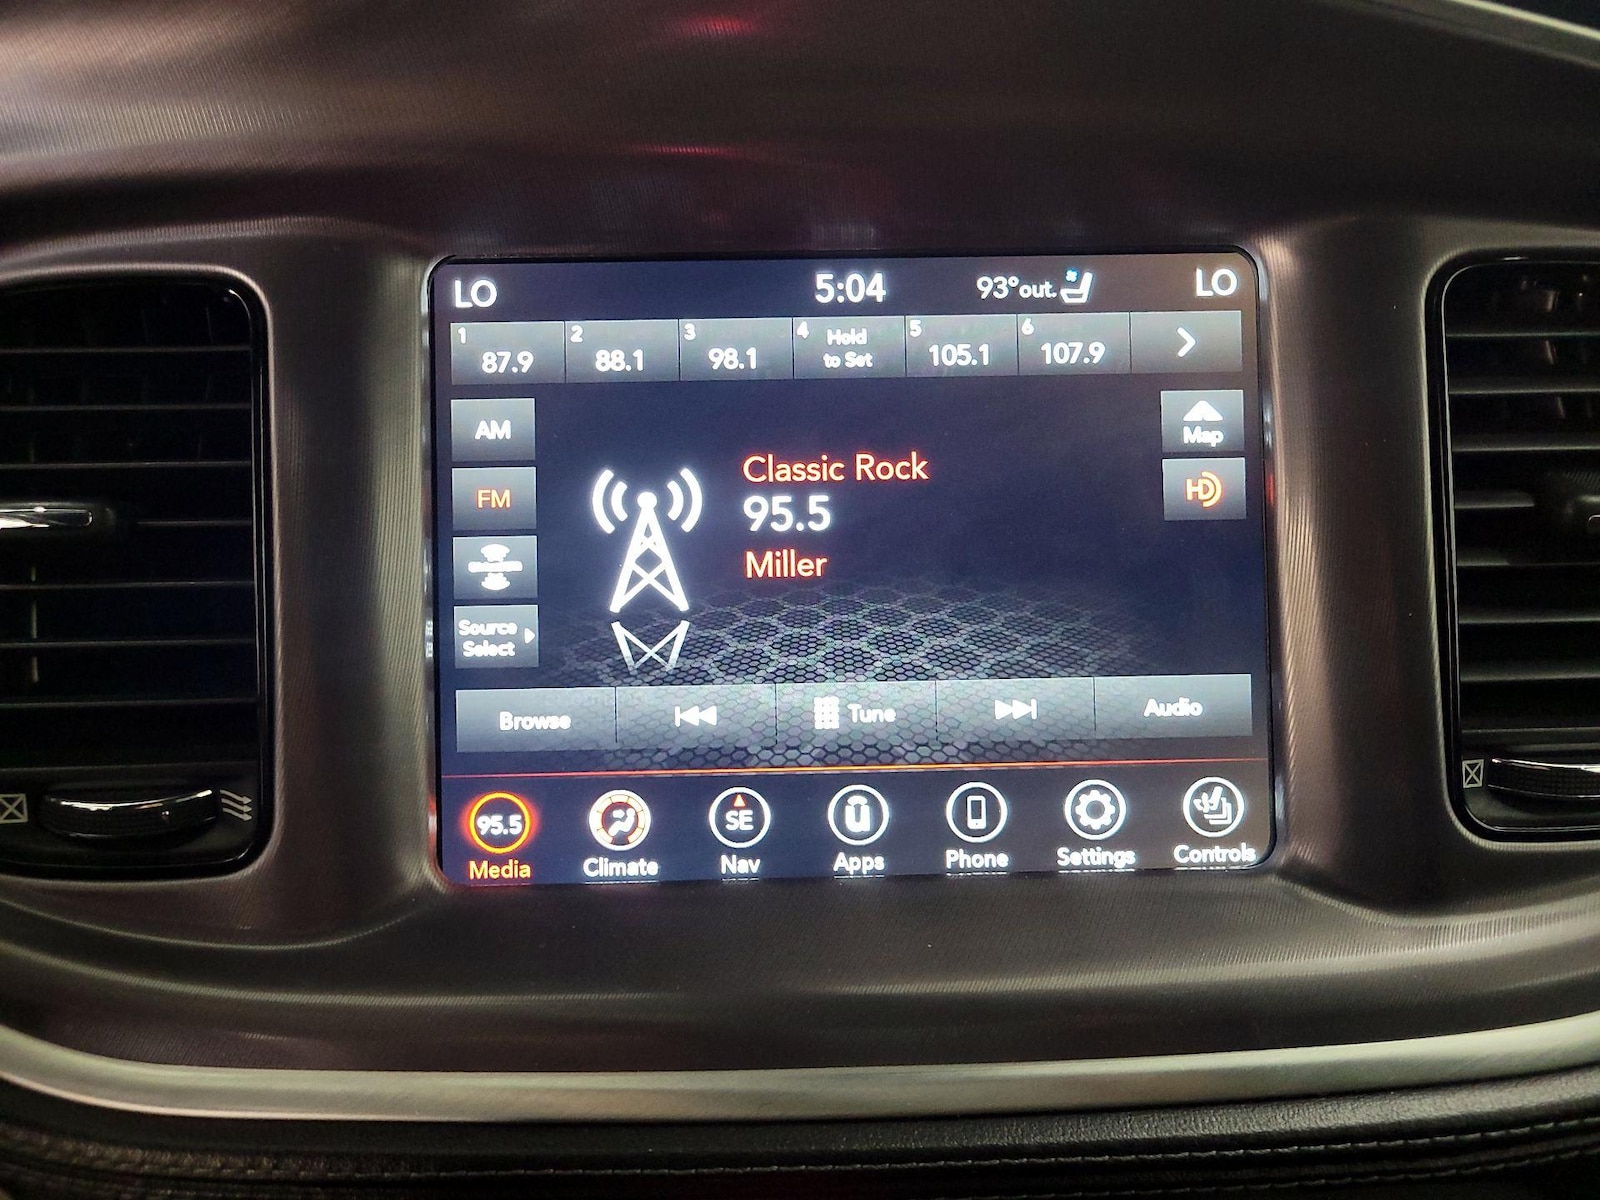 LO 5:04 93°out. LO
1 2 3 4 5 6
87.9 88.1 98.1 Hold to Set 105.1 107.9
AM
FM
Source
Select
Map
HD
Classic Rock
95.5
Miller
Browse Tune Audio
95.5 SE
Media Climate Nav Apps Phone Settings Controls